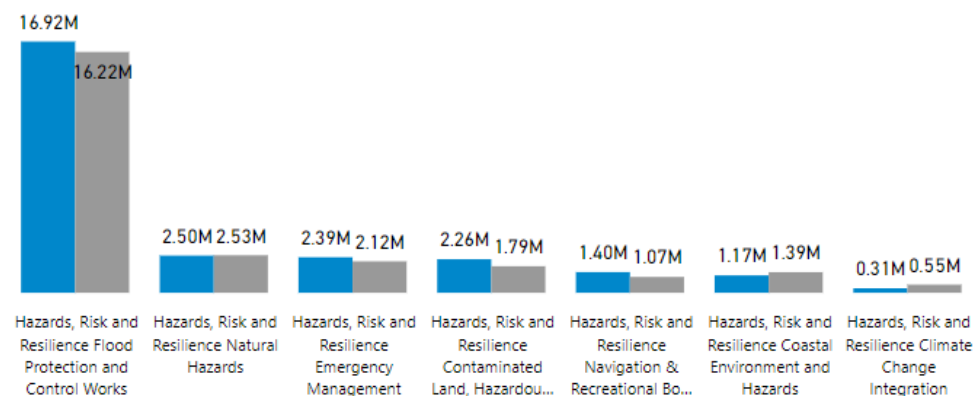 16.92M
16.22M
2.50M 2.53M
2.39M 2.12M
2.26M 1.79M
1.40M 1.07M
1.17M 1.39M
0.31M 0.55M
Hazards, Risk and
Resilience Flood
Protection and
Control Works
Hazards, Risk and
Resilience Natural
Hazards
Hazards, Risk and
Resilience
Emergency
Management
Hazards, Risk and
Resilience
Contaminated
Land, Hazardou...
Hazards, Risk and
Resilience
Navigation &
Recreational Bo...
Hazards, Risk and
Resilience Coastal
Environment and
Hazards
Hazards, Risk and
Resilience Climate
Change
Integration